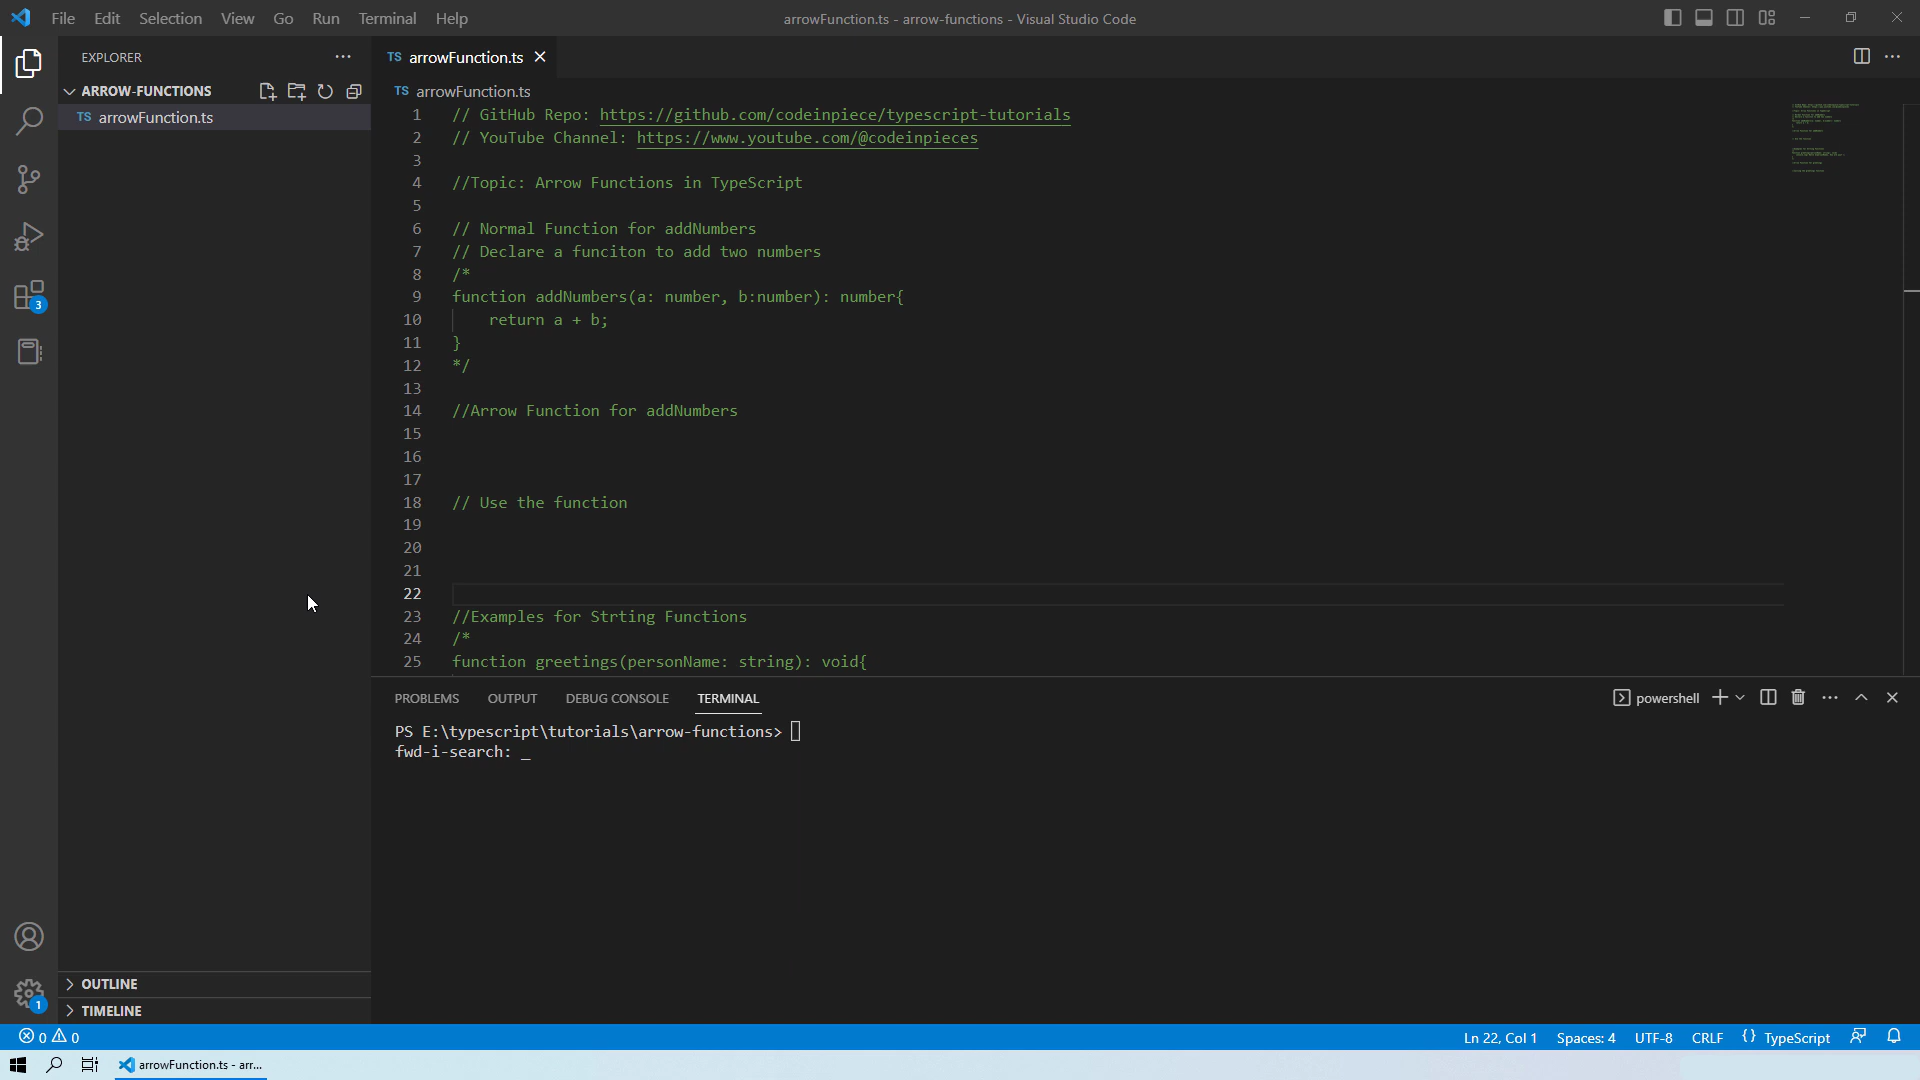 File Edit Selection View Go Run Terminal Help
arrowFunction.ts - arrow-functions - Visual Studio Code
EXPLORER
ARROW-FUNCTIONS
TS arrowFunction.ts
TS arrowFunction.ts
TS arrowFunction.ts
1 // GitHub Repo: https://github.com/codeinpiece/typescript-tutorials
2 // YouTube Channel: https://www.youtube.com/@codeinpieces
3
4 //Topic: Arrow Functions in TypeScript
5
6 // Normal Function for addNumbers
7 // Declare a funciton to add two numbers
8 /*
9 function addNumbers(a: number, b:number): number{
10 return a + b;
11 }
12 */
13
14 //Arrow Function for addNumbers
15
16
17
18 // Use the function
19
20
21
22
23 //Examples for Strting Functions
24 /*
25 function greetings(personName: string): void{
3
PROBLEMS OUTPUT DEBUG CONSOLE TERMINAL
powershell
PS E:\typescript\tutorials\arrow-functions>
fwd-i-search: _
OUTLINE
TIMELINE
1
0 0
Ln 22, Col 1 Spaces: 4 UTF-8 CRLF {} TypeScript
arrowFunction.ts - arr...